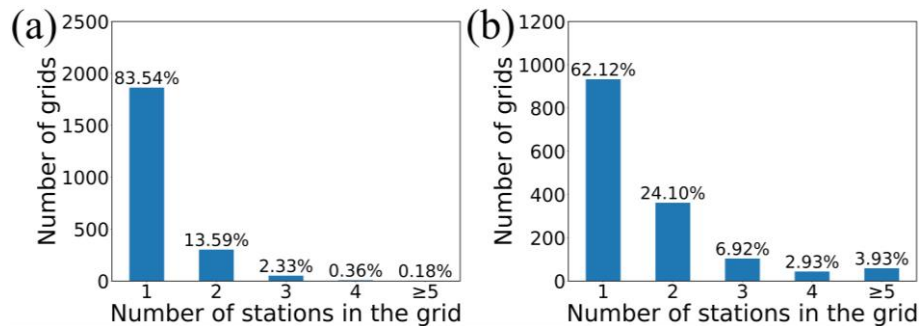 (a)
2500
2000
1500
1000
500
0
Number of grids
83.54%
13.59%
2.33%
0.36%
0.18%
1 2 3 4 ≥5
Number of stations in the grid
(b)
1200
1000
800
600
400
200
0
Number of grids
62.12%
24.10%
6.92%
2.93%
3.93%
1 2 3 4 ≥5
Number of stations in the grid